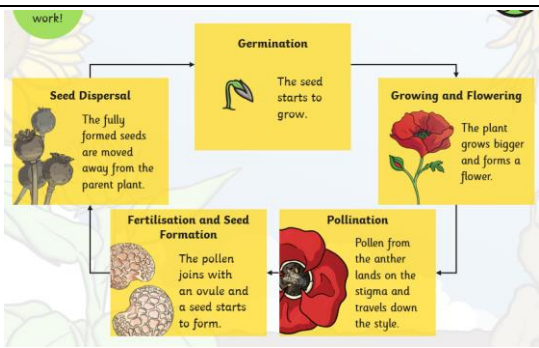 work!
Germination
The seed
starts to
grow.
Growing and Flowering
The plant
grows bigger
and forms a
flower.
Pollination
Pollen from
the anther
lands on the
stigma and
travels down
the style.
Fertilisation and Seed
Formation
The pollen
joins with
an ovule and
a seed starts
to form.
Seed Dispersal
The fully
formed seeds
are moved
away from the
parent plant.